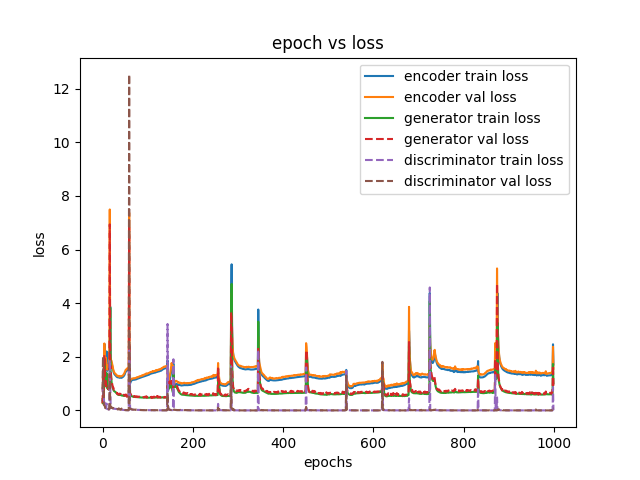 epoch vs loss
encoder train loss
encoder val loss
generator train loss
generator val loss
discriminator train loss
discriminator val loss
12
10
8
6
4
2
0
loss
0 200 400 600 800 1000
epochs